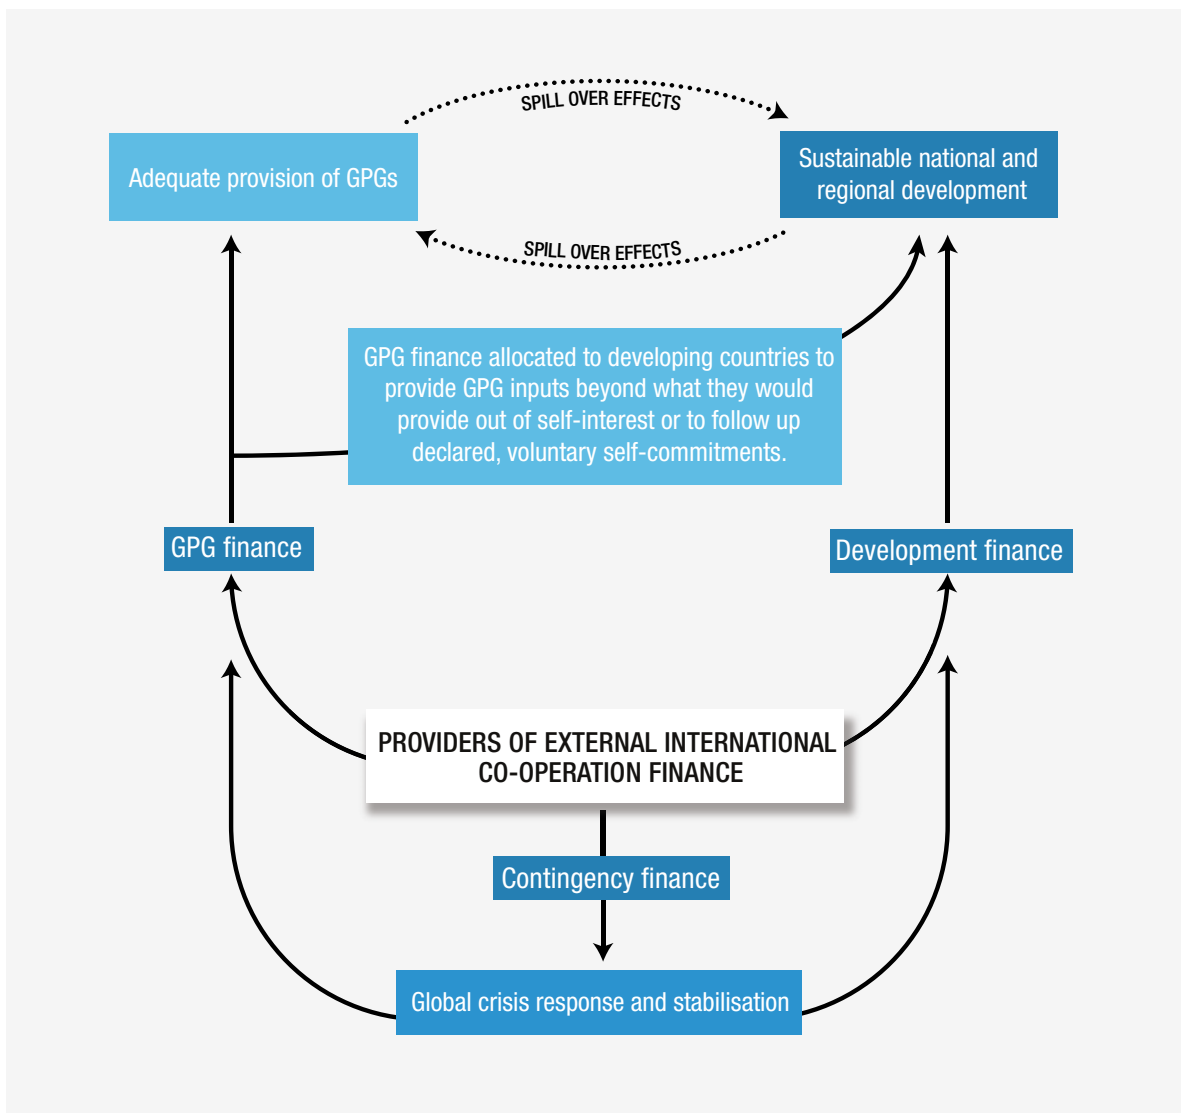 SPILL OVER EFFECTS
Adequate provision of GPGs
Sustainable national and
regional development
SPILL OVER EFFECTS
GPG finance allocated to developing countries to
provide GPG inputs beyond what they would
provide out of self-interest or to follow up
declared, voluntary self-commitments.
GPG finance
Development finance
PROVIDERS OF EXTERNAL INTERNATIONAL
CO-OPERATION FINANCE
Contingency finance
Global crisis response and stabilisation